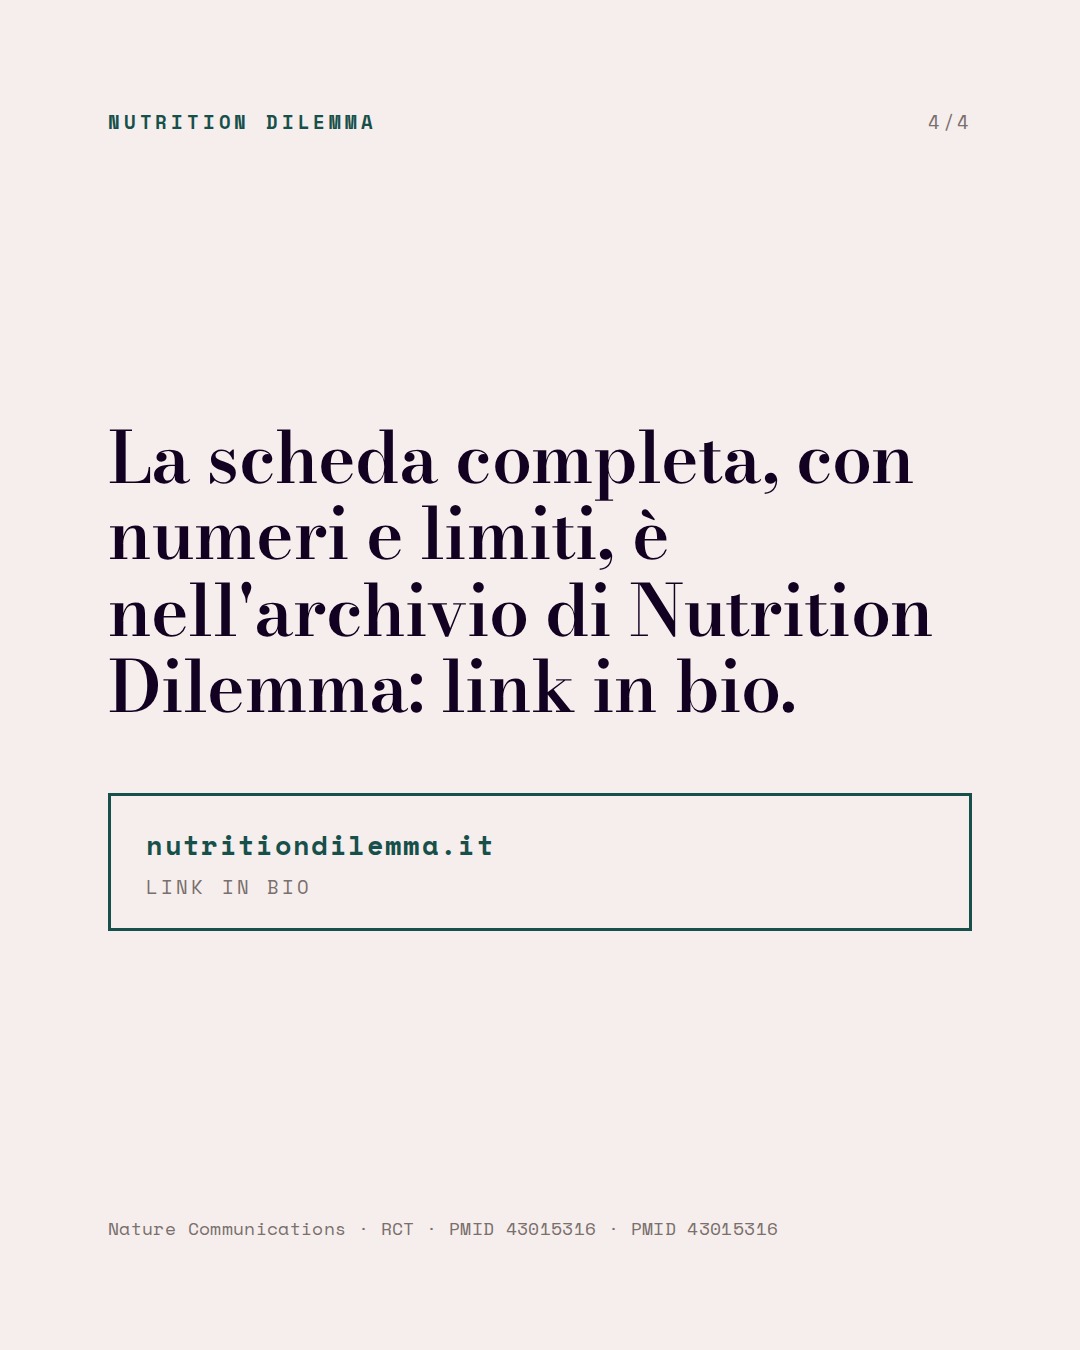 NUTRITION DILEMMA
4/4
La scheda completa, con
numeri e limiti, è
nell'archivio di Nutrition
Dilemma: link in bio.
nutritiondilemma.it
LINK IN BIO
Nature Communications · RCT · PMID 43015316 · PMID 43015316